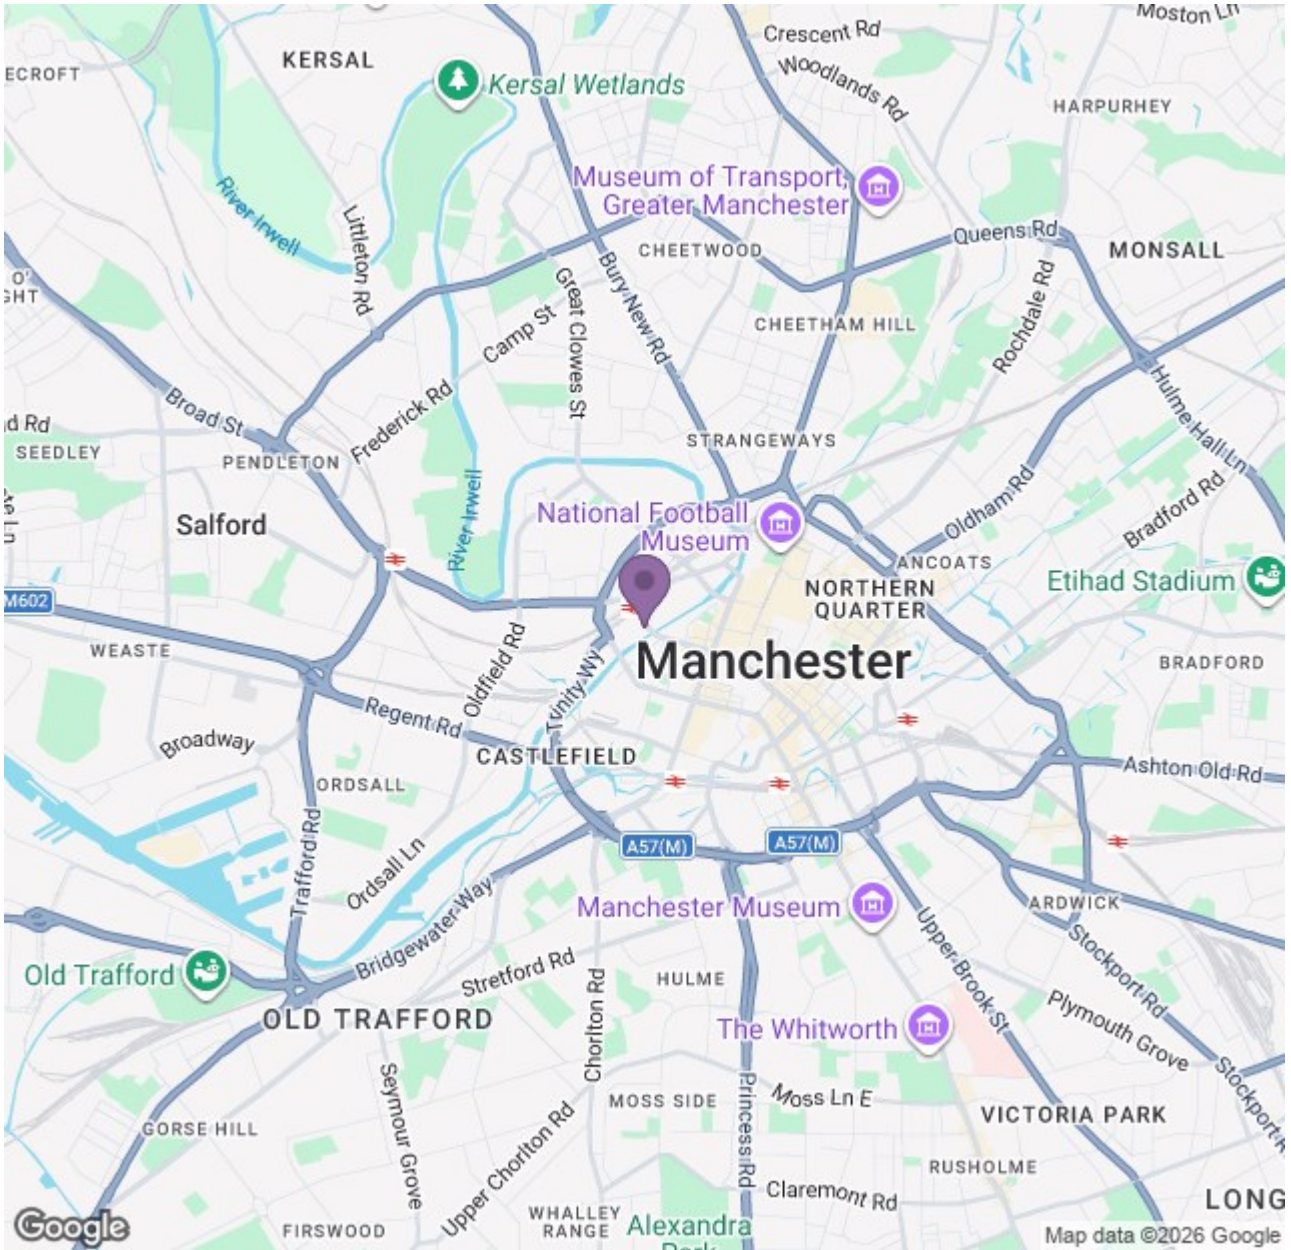 Moston Ln
Crescent Rd
KERSAL
ECROFT
Kersal Wetlands
Woodlands Rd
HARPURHEY
Museum of Transport,
Greater Manchester
River Irwell
Littleton Rd
Queens Rd
CHEETWOOD
MONSALL
O'
GHT
Bury New Rd
Great Clowes St
Rochdale Rd
Camp St
CHEETHAM HILL
Broad St
Frederick Rd
Hulme Hall Ln
d Rd
SEEDLEY
STRANGEWAYS
PENDLETON
Oldham Rd
Bradford Rd
te Ln
River Irwell
Salford
National Football
Museum
ANCOATS
Etihad Stadium
NORTHERN
QUARTER
M602
WEASTE
Oldfield Rd
Manchester
BRADFORD
Trinity Wy
Regent Rd
Broadway
CASTLEFIELD
Ashton Old Rd
ORDSALL
Trafford Rd
Ordsall Ln
A57(M)
A57(M)
Bridgewater Way
Manchester Museum
ARDWICK
Upper Brook St
Stockport Rd
Old Trafford
Stretford Rd
HULME
Chorlton Rd
OLD TRAFFORD
The Whitworth
Plymouth Grove
Stockport R
Seymour Grove
Princess Rd
MOSS SIDE
Moss Ln E
VICTORIA PARK
GORSE HILL
Upper Chorlton Rd
RUSHOLME
Claremont Rd
LONG
WHALLEY
RANGE
Alexandra
Park
FIRSWOOD
Google
Map data ©2026 Google